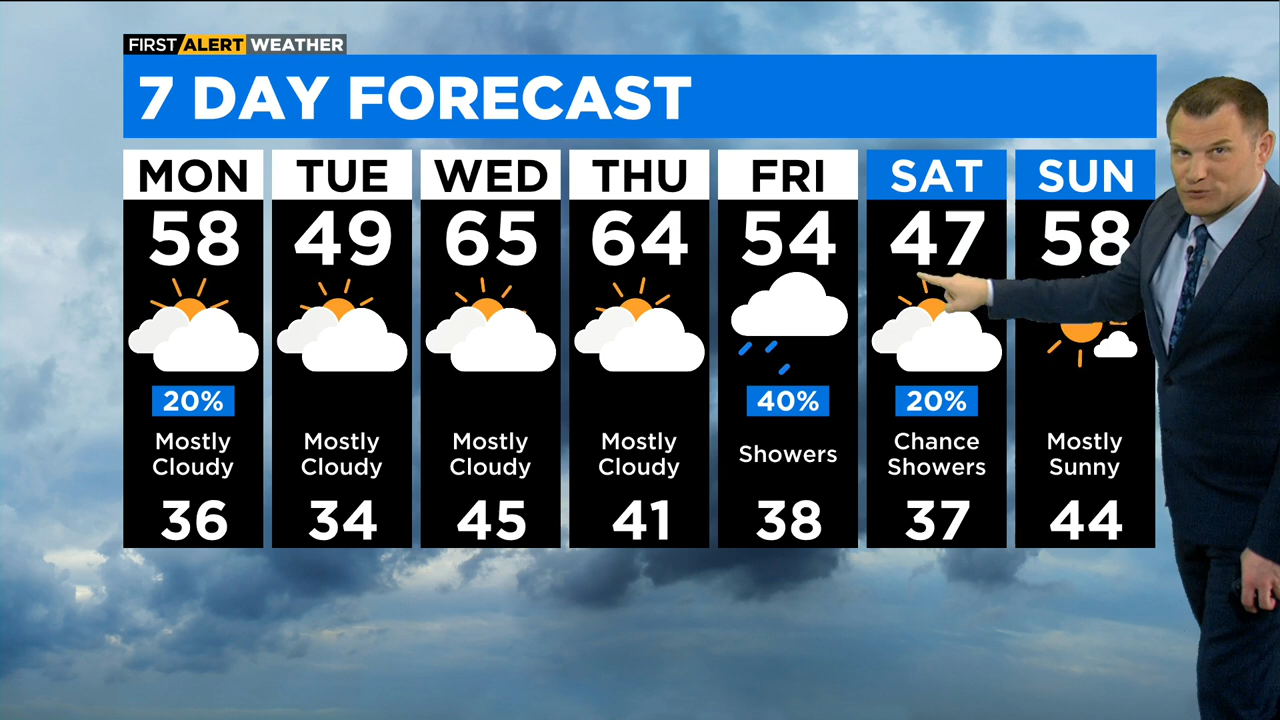 FIRST ALERT WEATHER
7 DAY FORECAST
MON TUE WED THU FRI SAT SUN
58 49 65 64 54 47 58
20% 40% 20%
Mostly Cloudy Mostly Cloudy Mostly Cloudy Mostly Cloudy Showers Chance Showers Mostly Sunny
36 34 45 41 38 37 44